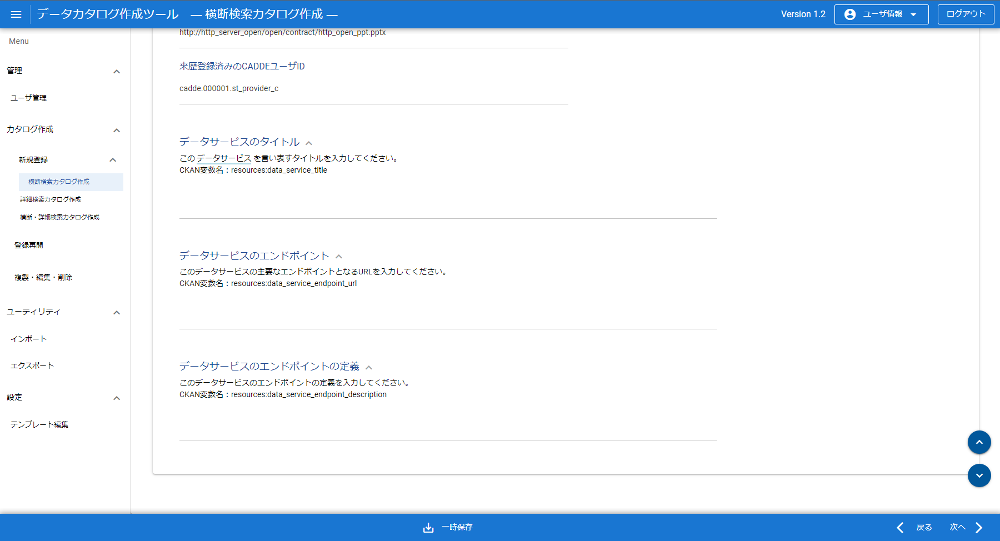 データカタログ作成ツール　― 横断検索カタログ作成 ―
Version 1.2
ユーザ情報
ログアウト
Menu
管理
ユーザ管理
カタログ作成
新規登録
横断検索カタログ作成
詳細検索カタログ作成
横断・詳細検索カタログ作成
登録再開
複製・編集・削除
ユーティリティ
インポート
エクスポート
設定
テンプレート編集
http://http_server_open/open/contract/http_open_ppt.pptx
来歴登録済みのCADDEユーザID
cadde.000001.st_provider_c
データサービスのタイトル
この データサービス を言い表すタイトルを入力してください。
CKAN変数名：resources:data_service_title
データサービスのエンドポイント
このデータサービスの主要なエンドポイントとなるURLを入力してください。
CKAN変数名：resources:data_service_endpoint_url
データサービスのエンドポイントの定義
このデータサービスのエンドポイントの定義を入力してください。
CKAN変数名：resources:data_service_endpoint_description
一時保存
戻る
次へ